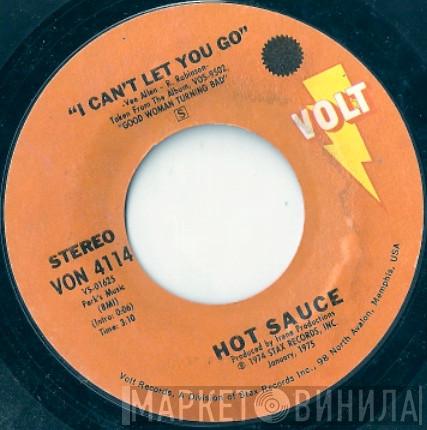 "I CAN'T LET YOU GO"
-Vee Allen - R. Robinson-
Taken From The Album, VOS-9502,
"GOOD WOMAN TURNING BAD"
S
VOLT
STEREO
VON 4114
VS-01625
Perk's Music
(BMI)
(Intro: 0:06)
Time: 3:10
HOT SAUCE
Produced by Irene Productions
℗ 1974 STAX RECORDS, INC.
January, 1975
Volt Records, A Division of Stax Records Inc., 98 North Avalon, Memphis, USA
МАРКЕТ ВИНИЛА!